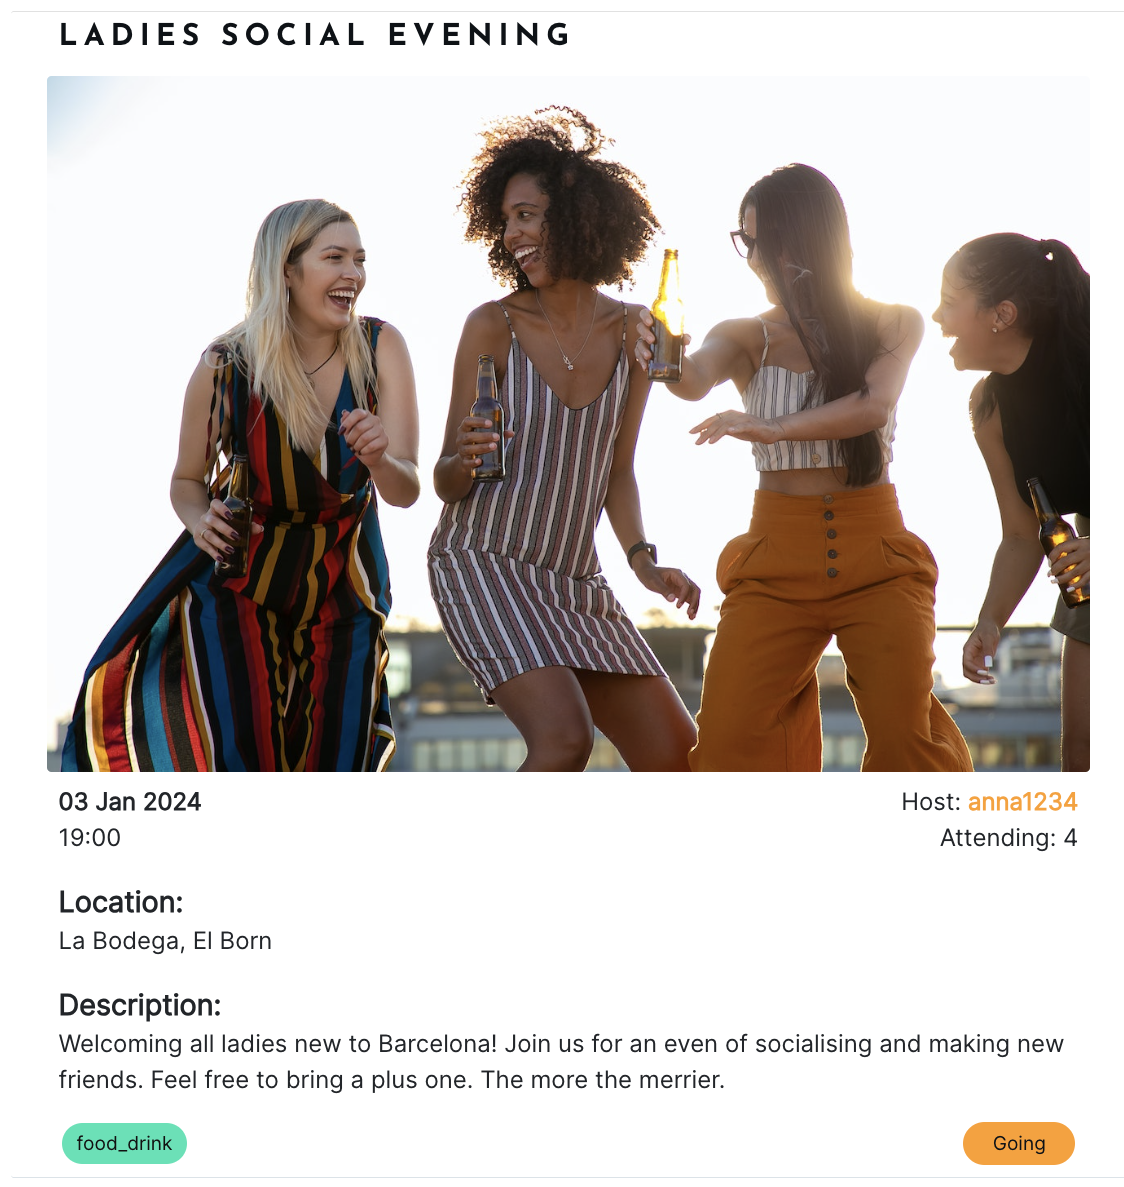 LADIES SOCIAL EVENING
03 Jan 2024
Host: anna1234
19:00
Attending: 4
Location:
La Bodega, El Born
Description:
Welcoming all ladies new to Barcelona! Join us for an even of socialising and making new
friends. Feel free to bring a plus one. The more the merrier.
food_drink
Going